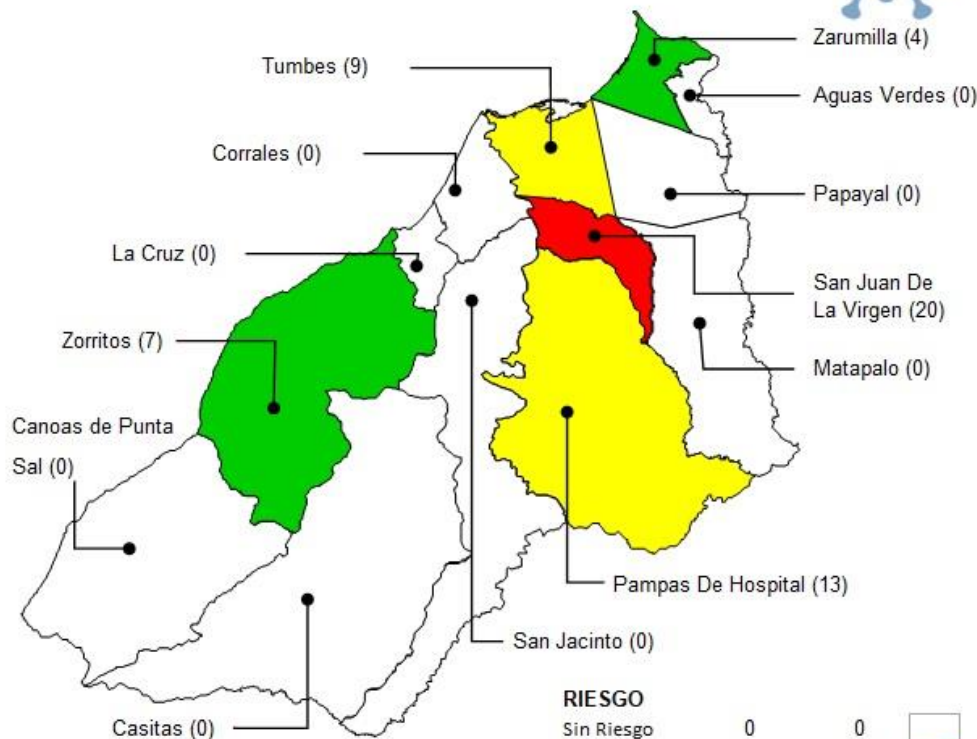 Zarumilla (4)
Tumbes (9)
Aguas Verdes (0)
Corrales (0)
Papayal (0)
La Cruz (0)
San Juan De
La Virgen (20)
Zorritos (7)
Matapalo (0)
Canoas de Punta
Sal (0)
Pampas De Hospital (13)
San Jacinto (0)
Casitas (0)
RIESGO
Sin Riesgo 0 0